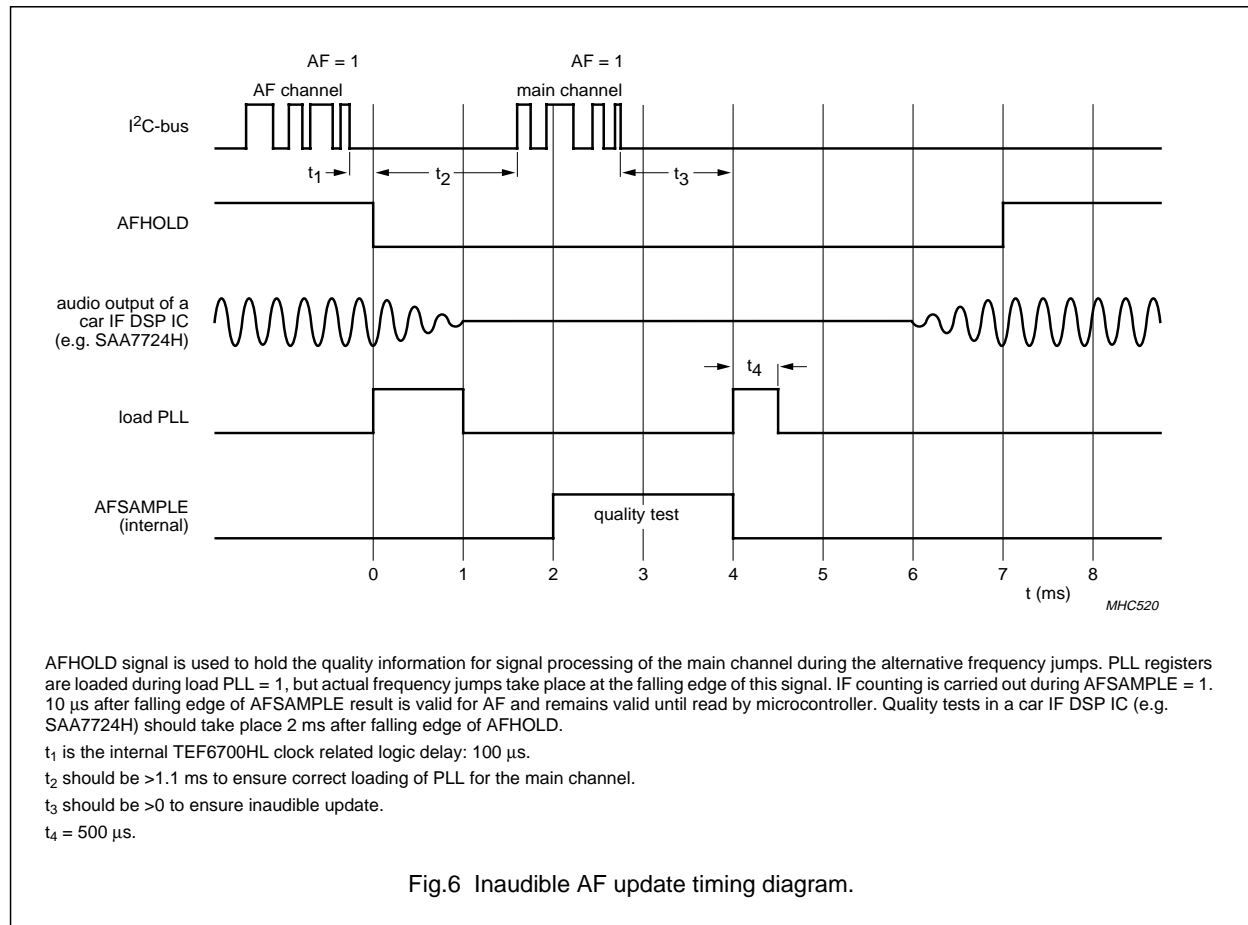 AF = 1 AF = 1
AF channel main channel
I²C-bus
t₁ t₂ t₃
AFHOLD
audio output of a
car IF DSP IC
(e.g. SAA7724H)
t₄
load PLL
AFSAMPLE
(internal)
quality test
0 1 2 3 4 5 6 7 8
t (ms)
MHC520
AFHOLD signal is used to hold the quality information for signal processing of the main channel during the alternative frequency jumps. PLL registers
are loaded during load PLL = 1, but actual frequency jumps take place at the falling edge of this signal. IF counting is carried out during AFSAMPLE = 1.
10 μs after falling edge of AFSAMPLE result is valid for AF and remains valid until read by microcontroller. Quality tests in a car IF DSP IC (e.g.
SAA7724H) should take place 2 ms after falling edge of AFHOLD.
t₁ is the internal TEF6700HL clock related logic delay: 100 μs.
t₂ should be >1.1 ms to ensure correct loading of PLL for the main channel.
t₃ should be >0 to ensure inaudible update.
t₄ = 500 μs.
Fig.6 Inaudible AF update timing diagram.